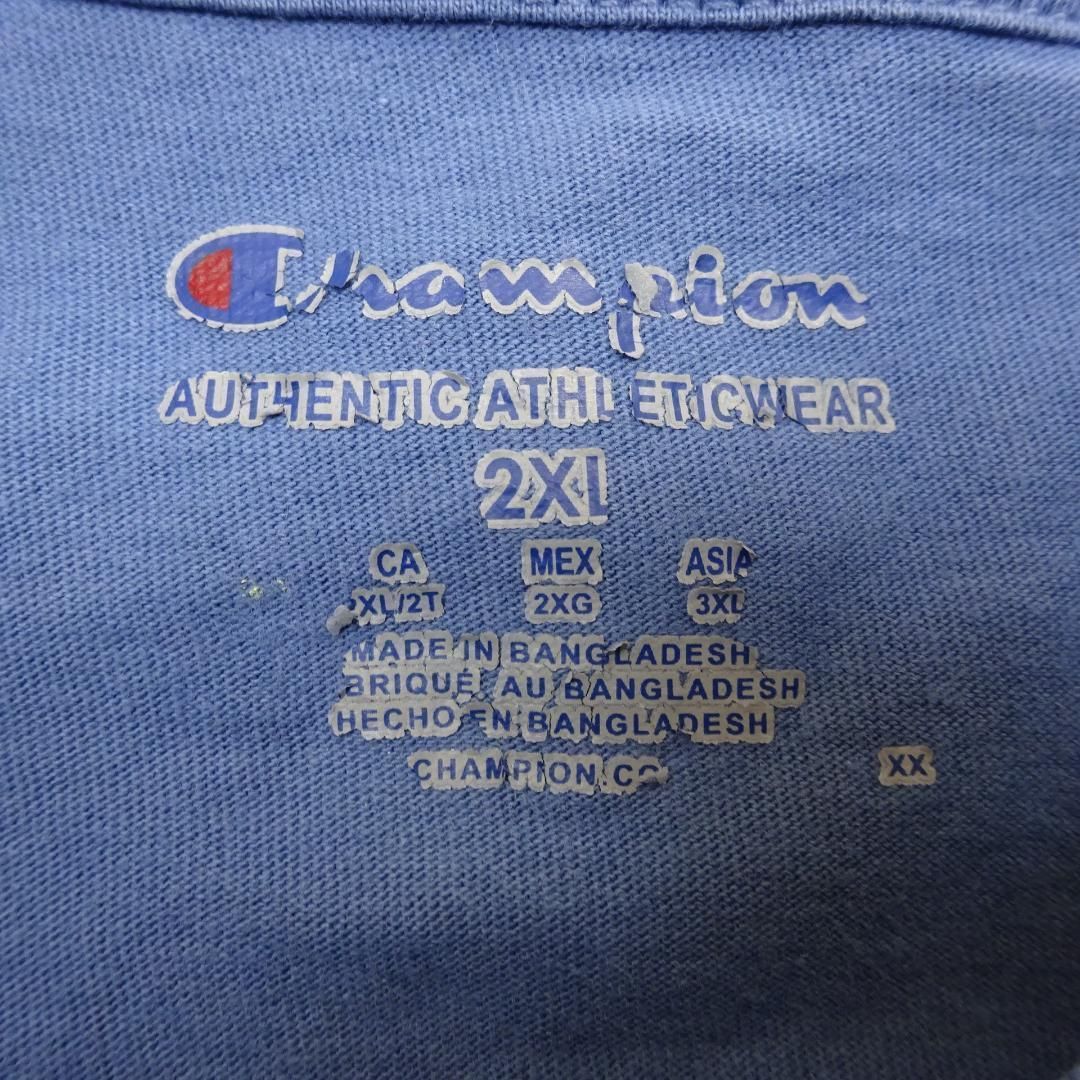 Champion
AUTHENTIC ATHLETICWEAR
2XL
CA MEX ASIA
2XL/2T 2XG 3XL
MADE IN BANGLADESH
BRIQUÉ AU BANGLADESH
HECHO EN BANGLADESH
CHAMPION.CO
XX